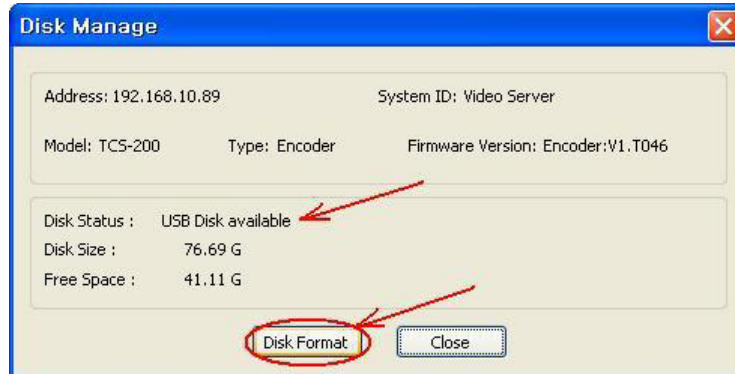 Disk Manage
Address: 192.168.10.89 System ID: Video Server
Model: TCS-200 Type: Encoder Firmware Version: Encoder:V1.T046
Disk Status : USB Disk available
Disk Size : 76.69 G
Free Space : 41.11 G
Disk Format Close